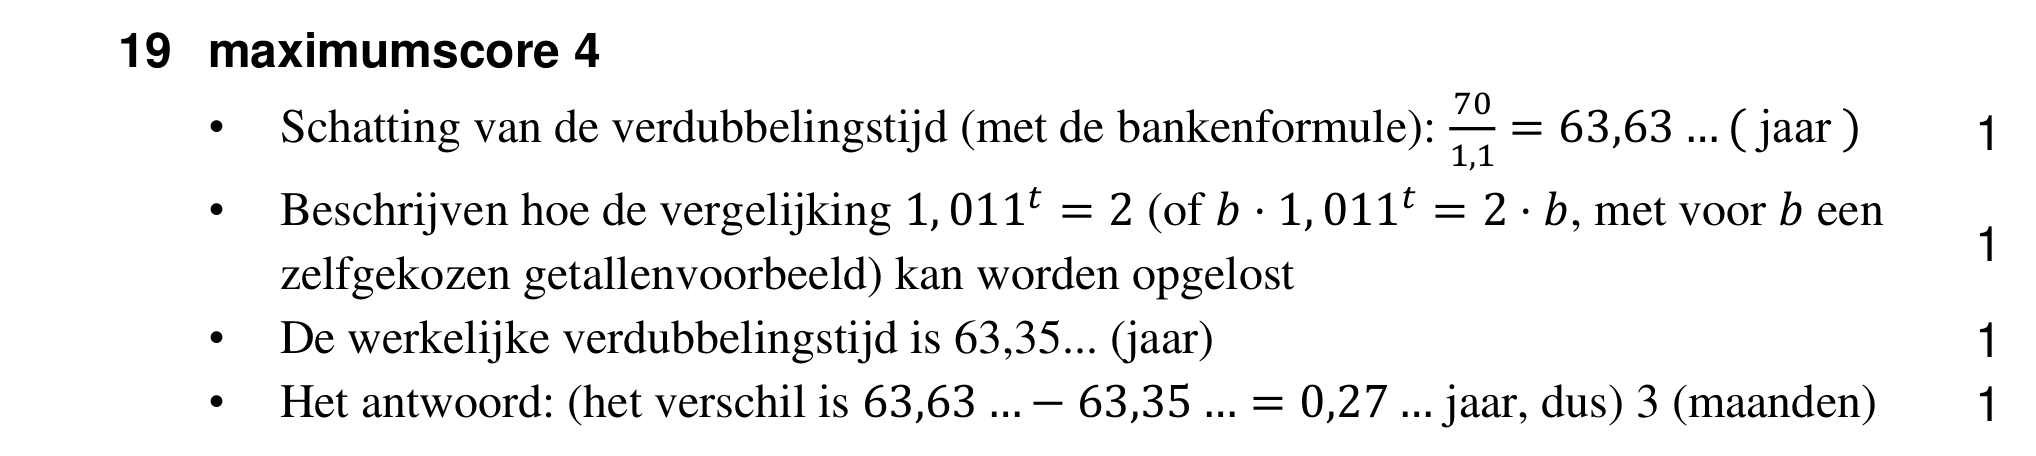 19 maximumscore 4
• Schatting van de verdubbelingstijd (met de bankenformule): 70/1,1 = 63,63 … ( jaar ) 1
• Beschrijven hoe de vergelijking 1, 011^t = 2 (of b · 1, 011^t = 2 · b, met voor b een
zelfgekozen getallenvoorbeeld) kan worden opgelost 1
• De werkelijke verdubbelingstijd is 63,35... (jaar) 1
• Het antwoord: (het verschil is 63,63 … − 63,35 … = 0,27 … jaar, dus) 3 (maanden) 1